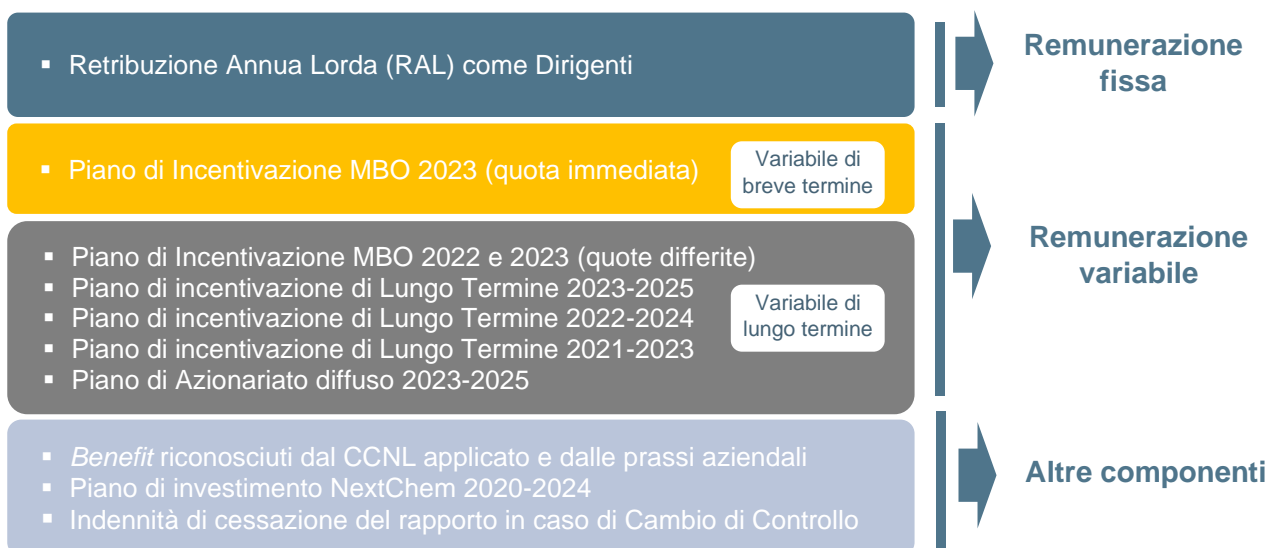 ▪ Retribuzione Annua Lorda (RAL) come Dirigenti
Remunerazione
fissa
▪ Piano di Incentivazione MBO 2023 (quota immediata)
Variabile di
breve termine
▪ Piano di Incentivazione MBO 2022 e 2023 (quote differite)
▪ Piano di incentivazione di Lungo Termine 2023-2025
▪ Piano di incentivazione di Lungo Termine 2022-2024
▪ Piano di incentivazione di Lungo Termine 2021-2023
▪ Piano di Azionariato diffuso 2023-2025
Variabile di
lungo termine
Remunerazione
variabile
▪ Benefit riconosciuti dal CCNL applicato e dalle prassi aziendali
▪ Piano di investimento NextChem 2020-2024
▪ Indennità di cessazione del rapporto in caso di Cambio di Controllo
Altre componenti